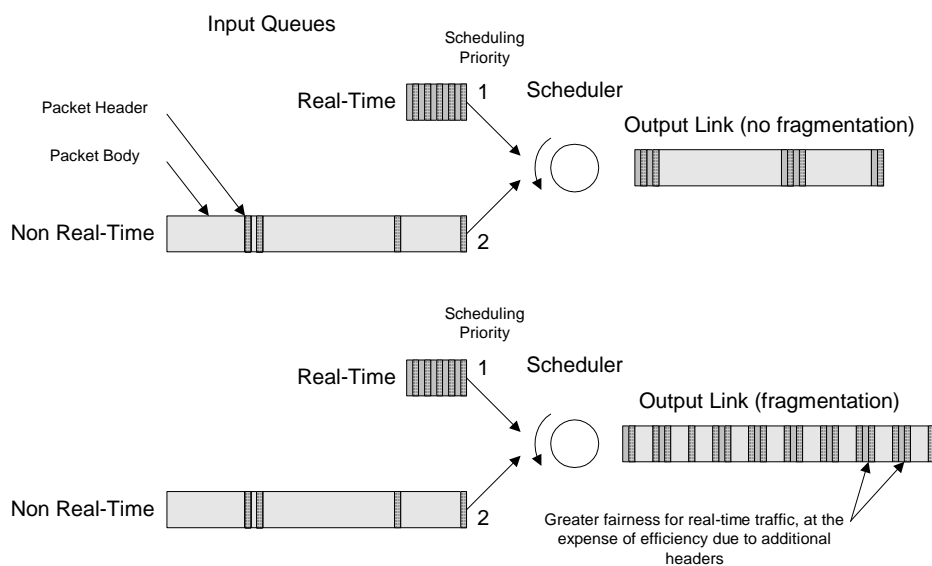 Input Queues
Scheduling
Priority
Real-Time
1
Scheduler
Packet Header
Output Link (no fragmentation)
Packet Body
Non Real-Time
2
Scheduling
Priority
Real-Time
1
Scheduler
Output Link (fragmentation)
Non Real-Time
2
Greater fairness for real-time traffic, at the
expense of efficiency due to additional
headers